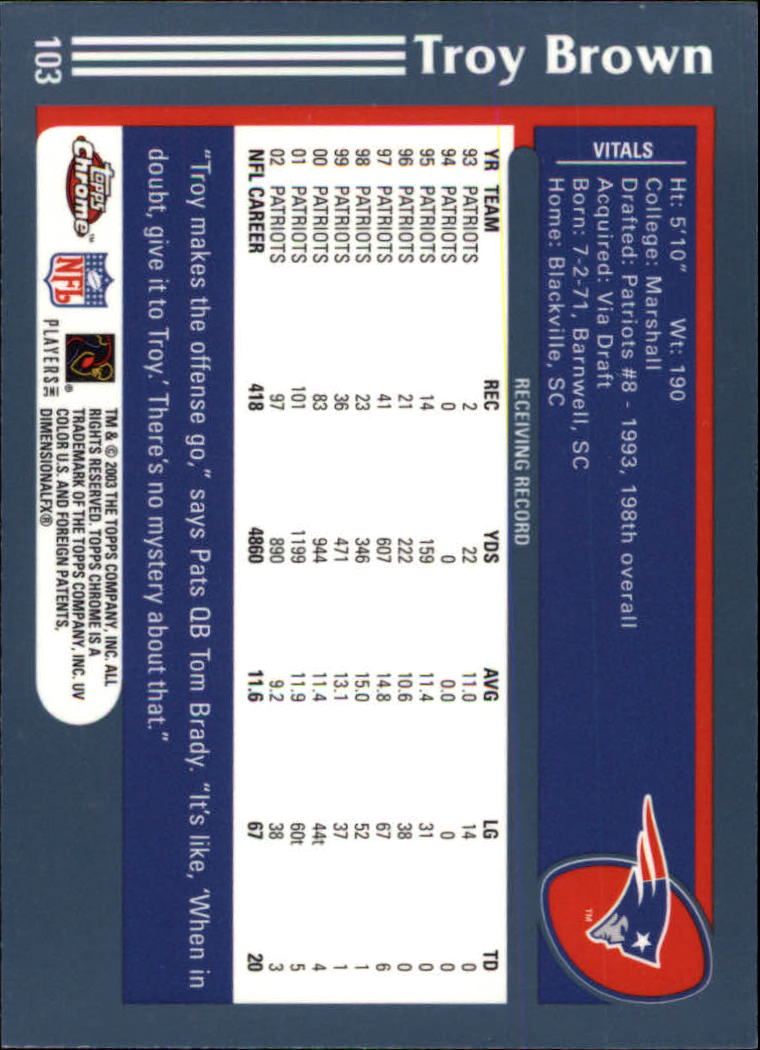 103 Troy Brown
VITALS
Ht: 5'10" Wt: 190
College: Marshall
Drafted: Patriots #8 - 1993, 198th overall
Acquired: Via Draft
Born: 7-2-71, Barnwell, SC
Home: Blackville, SC
TM
RECEIVING RECORD
YR TEAM REC YDS AVG LG TD
93 PATRIOTS 2 22 11.0 14 0
94 PATRIOTS 0 0 0.0 0 0
95 PATRIOTS 14 159 11.4 31 0
96 PATRIOTS 21 222 10.6 38 0
97 PATRIOTS 41 607 14.8 67 6
98 PATRIOTS 23 346 15.0 52 1
99 PATRIOTS 36 471 13.1 37 1
00 PATRIOTS 83 944 11.4 44t 4
01 PATRIOTS 101 1199 11.9 60t 5
02 PATRIOTS 97 890 9.2 38 3
NFL CAREER 418 4860 11.6 67 20
"Troy makes the offense go," says Pats QB Tom Brady. "It's like, 'When in
doubt, give it to Troy.' There's no mystery about that."
Topps Chrome™
NFL
PLAYERS INC
®
TM & © 2003 THE TOPPS COMPANY, INC. ALL
RIGHTS RESERVED. TOPPS CHROME IS A
TRADEMARK OF THE TOPPS COMPANY, INC. UV
COLOR U.S. AND FOREIGN PATENTS,
DIMENSIONALFX®